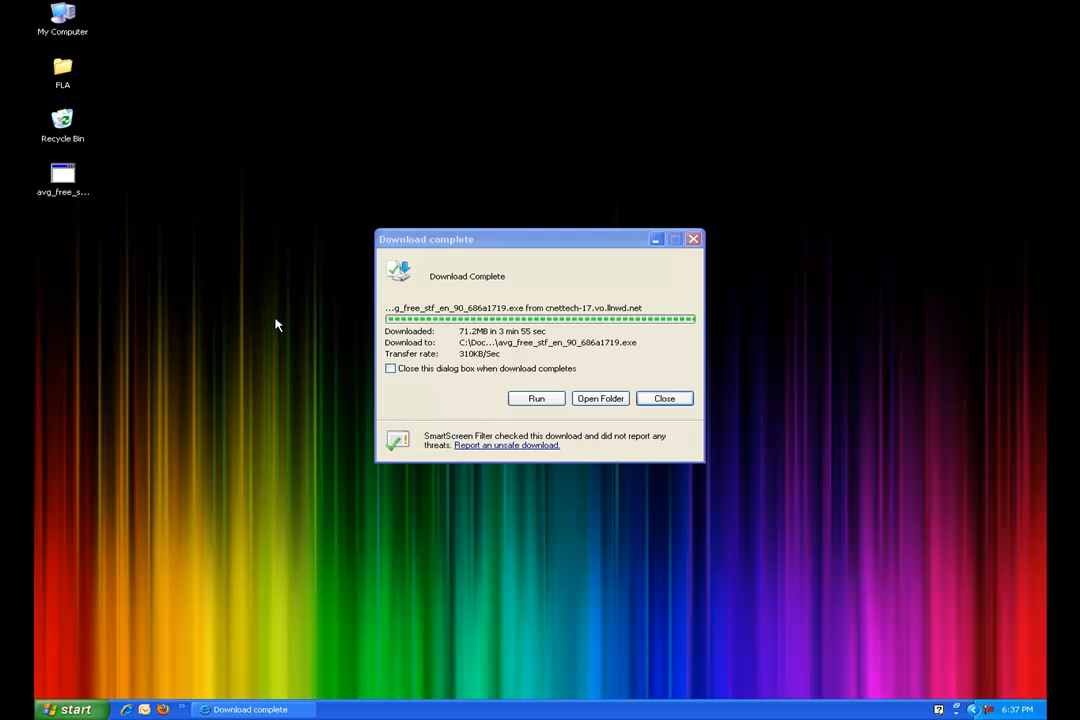 My Computer
FLA
Recycle Bin
avg_free_s...
Download complete
Download Complete
...g_free_stf_en_90_686a1719.exe from cnettech-17.vo.llnwd.net
Downloaded: 71.2MB in 3 min 55 sec
Download to: C:\Doc...\avg_free_stf_en_90_686a1719.exe
Transfer rate: 310KB/Sec
Close this dialog box when download completes
Run Open Folder Close
SmartScreen Filter checked this download and did not report any
threats. Report an unsafe download.
start Download complete 6:37 PM